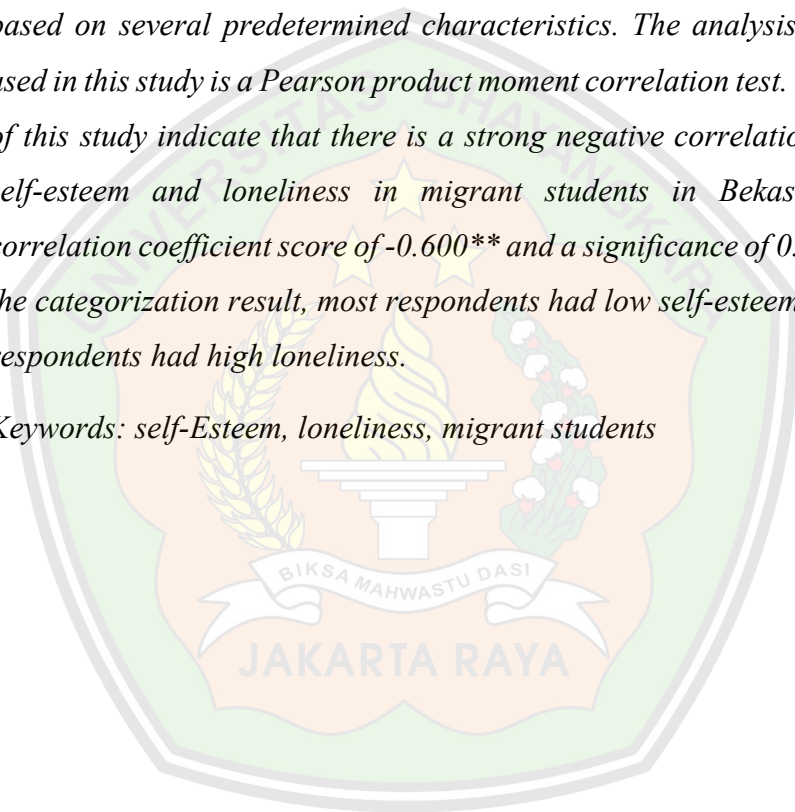 based on several predetermined characteristics. The analysis
used in this study is a Pearson product moment correlation test.
of this study indicate that there is a strong negative correlatio
self-esteem and loneliness in migrant students in Bekas
correlation coefficient score of -0.600** and a significance of 0.
the categorization result, most respondents had low self-esteem
respondents had high loneliness.
Keywords: self-Esteem, loneliness, migrant students
UNIVERSITAS BHAYANGKARA
BIKSA MAHWASTU DASI
JAKARTA RAYA